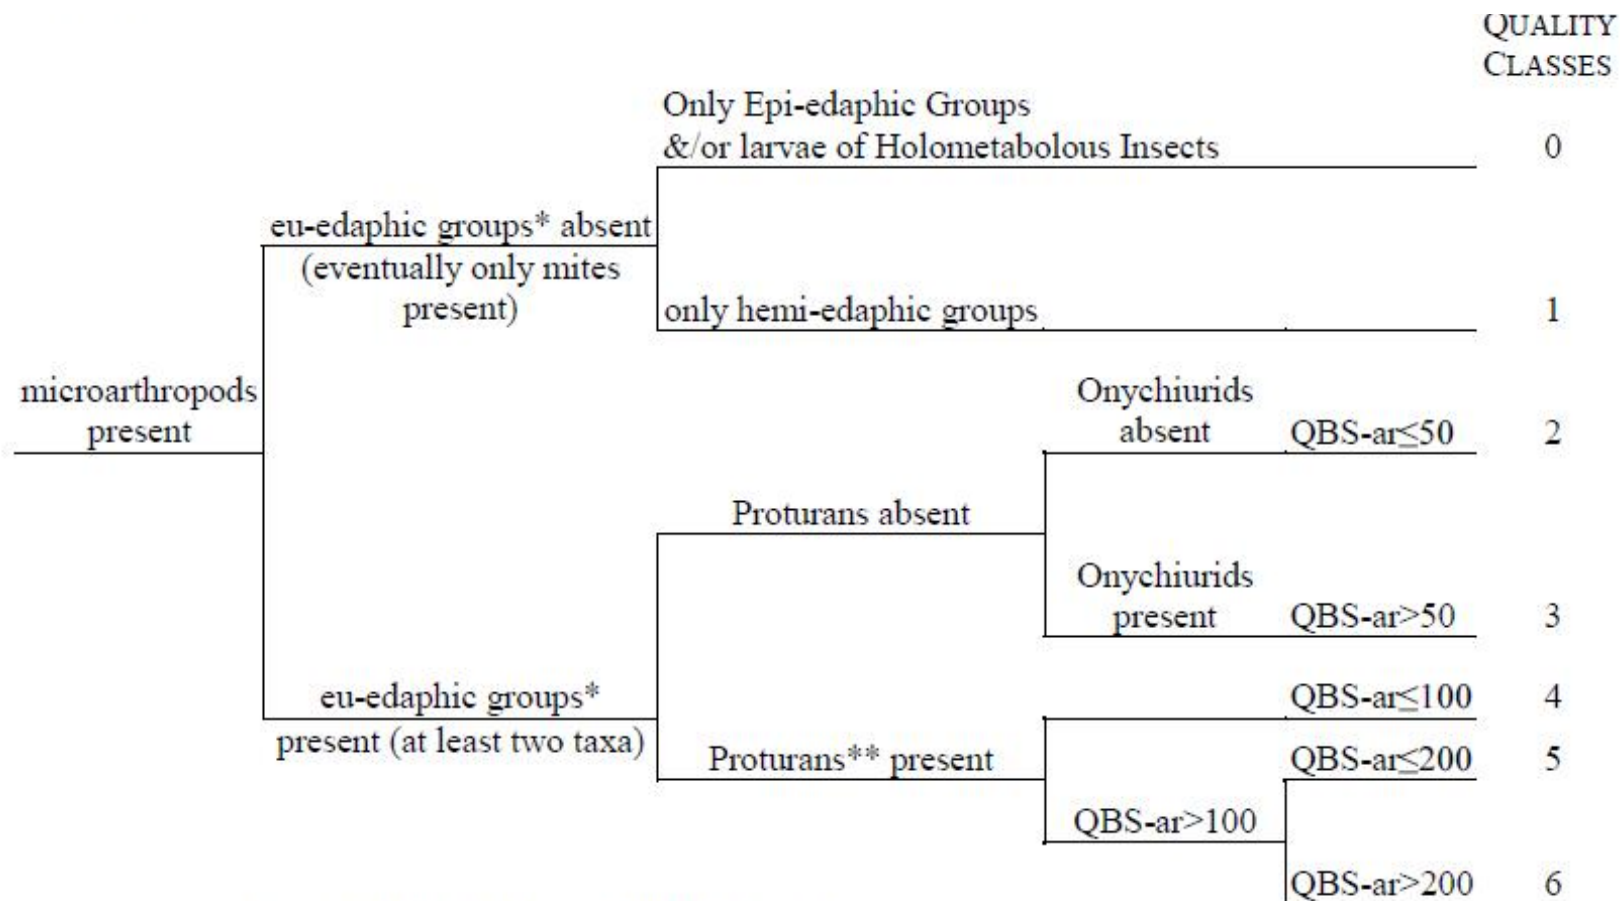 QUALITY
CLASSES
Only Epi-edaphic Groups
&/or larvae of Holometabolous Insects 0
eu-edaphic groups* absent
(eventually only mites
present)
only hemi-edaphic groups 1
microarthropods
present
Onychiurids
absent QBS-ar≤50 2
Proturans absent
Onychiurids
present QBS-ar>50 3
eu-edaphic groups*
present (at least two taxa)
QBS-ar≤100 4
Proturans** present
QBS-ar≤200 5
QBS-ar>100
QBS-ar>200 6